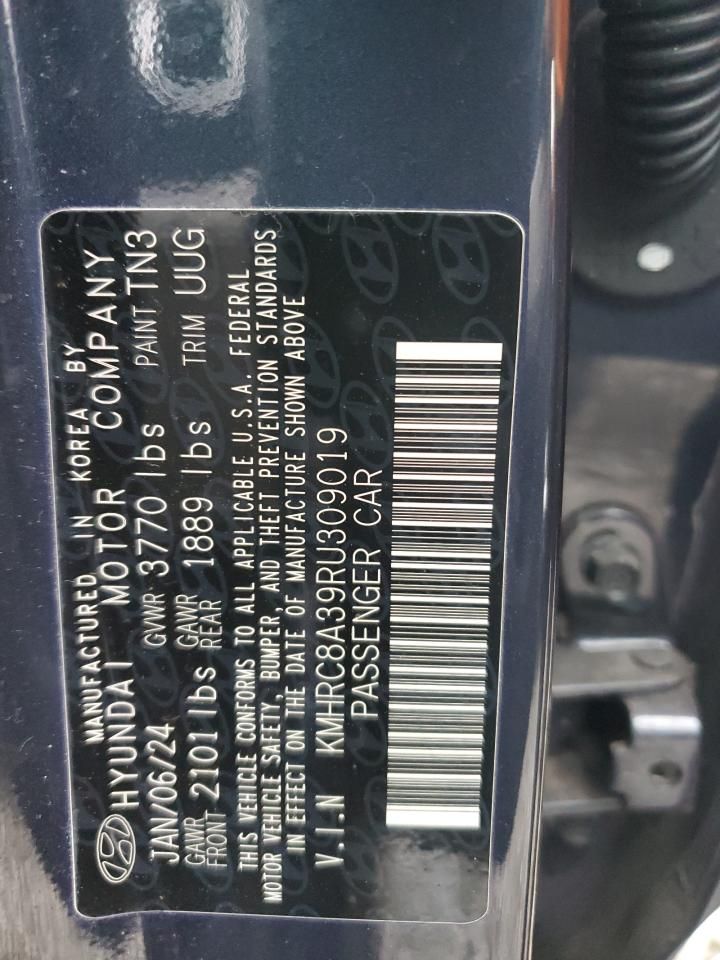 MANUFACTURED IN KOREA BY
HYUNDAI MOTOR COMPANY
JAN/06/24 GVWR 3770 lbs PAINT TN3
GAWR FRONT 2101 lbs GAWR REAR 1889 lbs TRIM UUG
THIS VEHICLE CONFORMS TO ALL APPLICABLE U.S.A. FEDERAL
MOTOR VEHICLE SAFETY, BUMPER, AND THEFT PREVENTION STANDARDS
IN EFFECT ON THE DATE OF MANUFACTURE SHOWN ABOVE
V.I.N KMHRC8A39RU309019
PASSENGER CAR